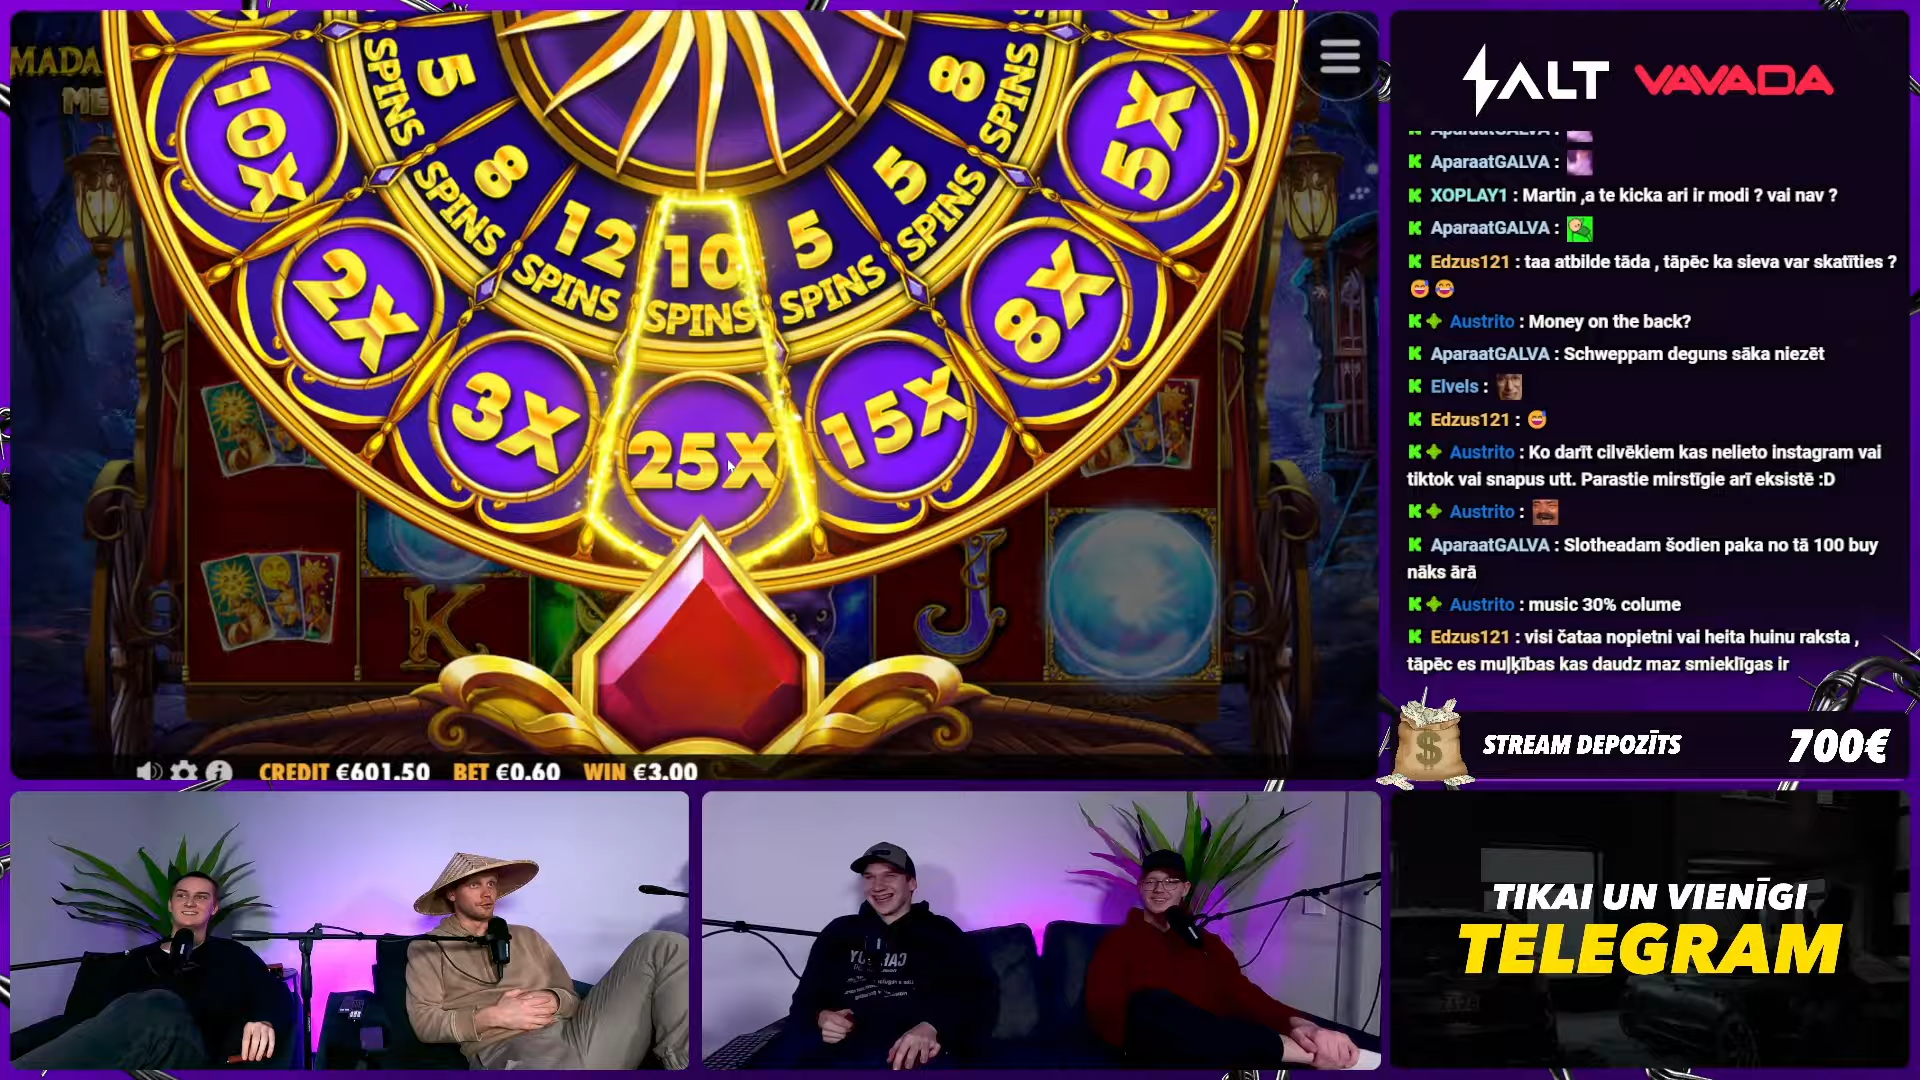 MADA
ME
5
SPINS
8
SPINS
10X
5X
8
SPINS
5
SPINS
12
SPINS
10
SPINS
5
SPINS
2X
8X
3X
25X
15X
K
J
CREDIT €601.50 BET €0.60 WIN €3.00
ALT VAVADA
AparaatGALVA :
AparaatGALVA :
XOPLAY1 : Martin ,a te kicka ari ir modi ? vai nav ?
AparaatGALVA :
Edzus121 : taa atbilde tāda , tāpēc ka sieva var skatīties ?
Austrito : Money on the back?
AparaatGALVA : Schweppam deguns sāka niezēt
Elvels :
Edzus121 :
Austrito : Ko darīt cilvēkiem kas nelieto instagram vai
tiktok vai snapus utt. Parastie mirstīgie arī eksistē :D
Austrito :
AparaatGALVA : Slotheadam šodien paka no tā 100 buy
nāks ārā
Austrito : music 30% colume
Edzus121 : visi čataa nopietni vai heita huinu raksta ,
tāpēc es muļķības kas daudz maz smieklīgas ir
$
STREAM DEPOZĪTS 700€
TIKAI UN VIENĪGI
TELEGRAM